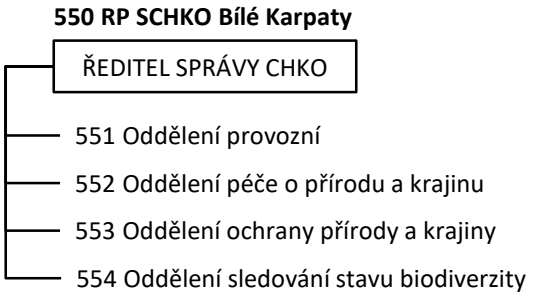 550 RP SCHKO Bílé Karpaty
ŘEDITEL SPRÁVY CHKO
551 Oddělení provozní
552 Oddělení péče o přírodu a krajinu
553 Oddělení ochrany přírody a krajiny
554 Oddělení sledování stavu biodiverzity